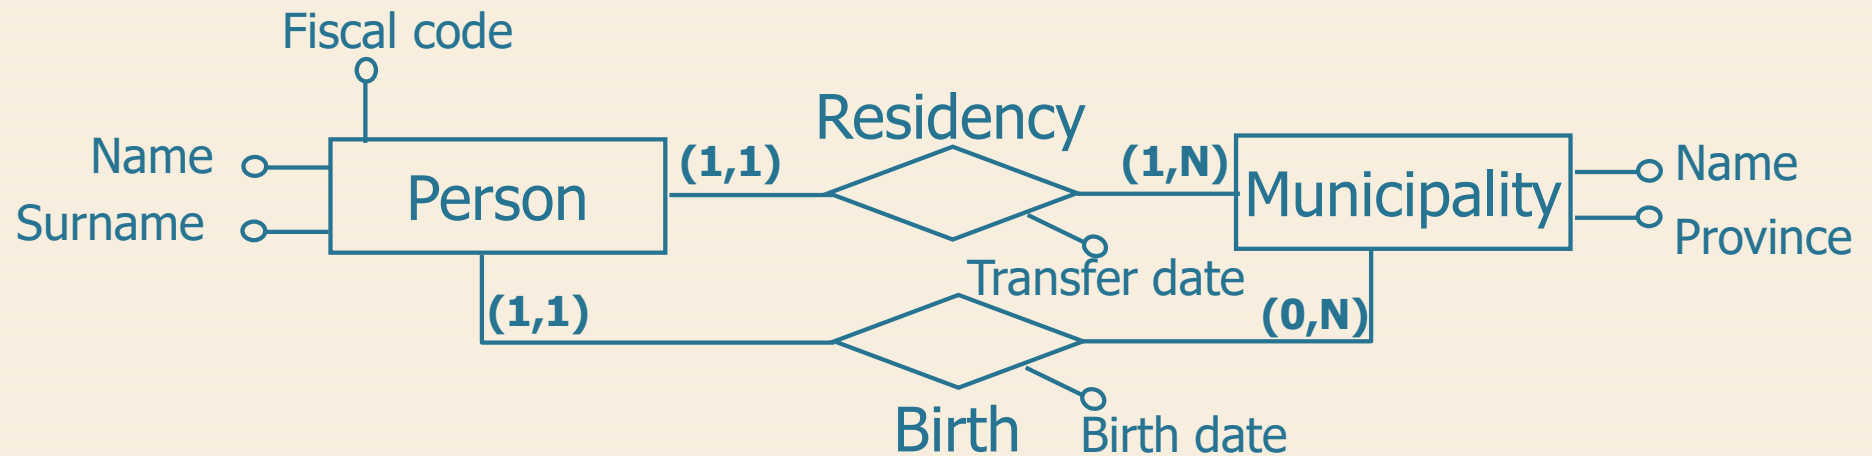 Fiscal code
Residency
Name
(1,1)
(1,N)
Name
Person
Municipality
Surname
Province
Transfer date
(1,1)
(0,N)
Birth
Birth date